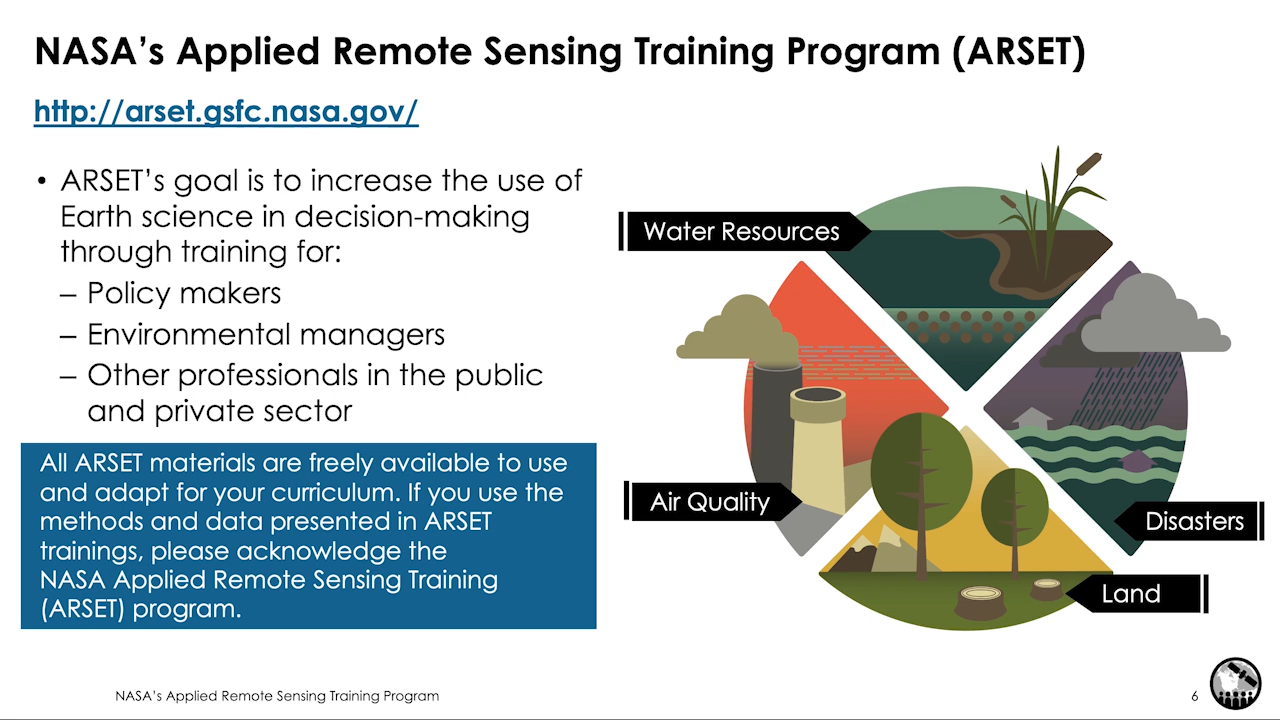 NASA’s Applied Remote Sensing Training Program (ARSET)
http://arset.gsfc.nasa.gov/
• ARSET’s goal is to increase the use of
Earth science in decision-making
through training for:
– Policy makers
– Environmental managers
– Other professionals in the public
and private sector
All ARSET materials are freely available to use
and adapt for your curriculum. If you use the
methods and data presented in ARSET
trainings, please acknowledge the
NASA Applied Remote Sensing Training
(ARSET) program.
Water Resources
Air Quality
Disasters
Land
NASA’s Applied Remote Sensing Training Program
6